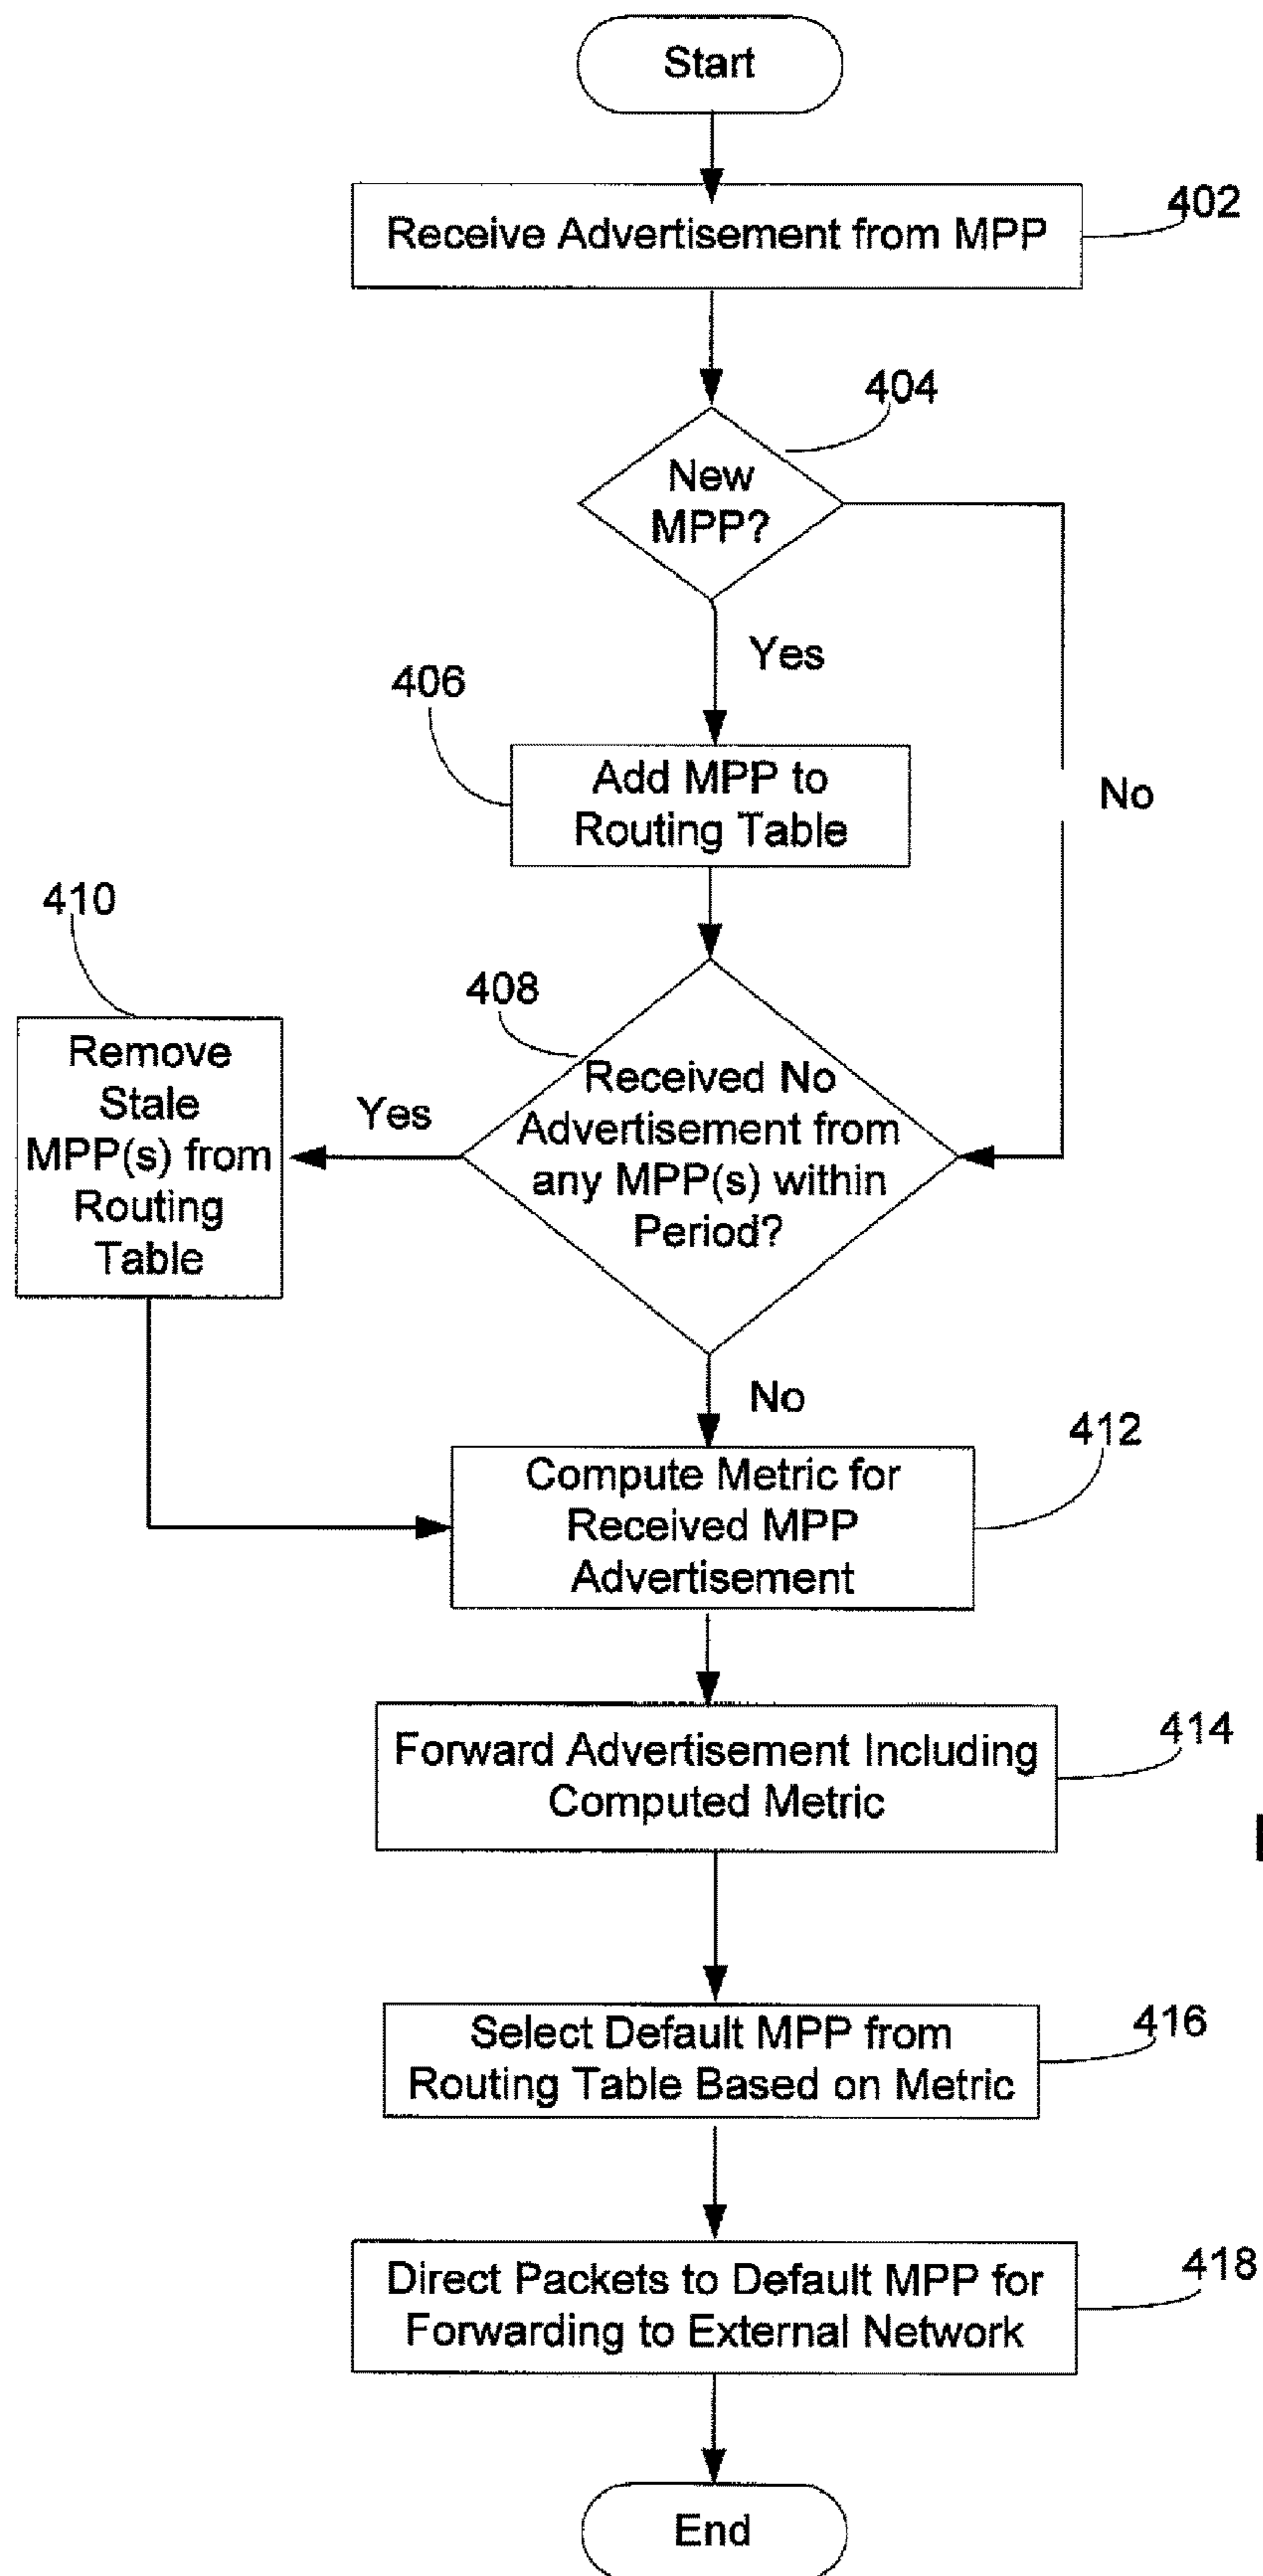 Start
Receive Advertisement from MPP
402
404
New
MPP?
Yes
406
Add MPP to
Routing Table
No
410
408
Remove
Stale
MPP(s) from
Routing
Table
Yes
Received No
Advertisement from
any MPP(s) within
Period?
No
412
Compute Metric for
Received MPP
Advertisement
414
Forward Advertisement Including
Computed Metric
416
Select Default MPP from
Routing Table Based on Metric
418
Direct Packets to Default MPP for
Forwarding to External Network
End